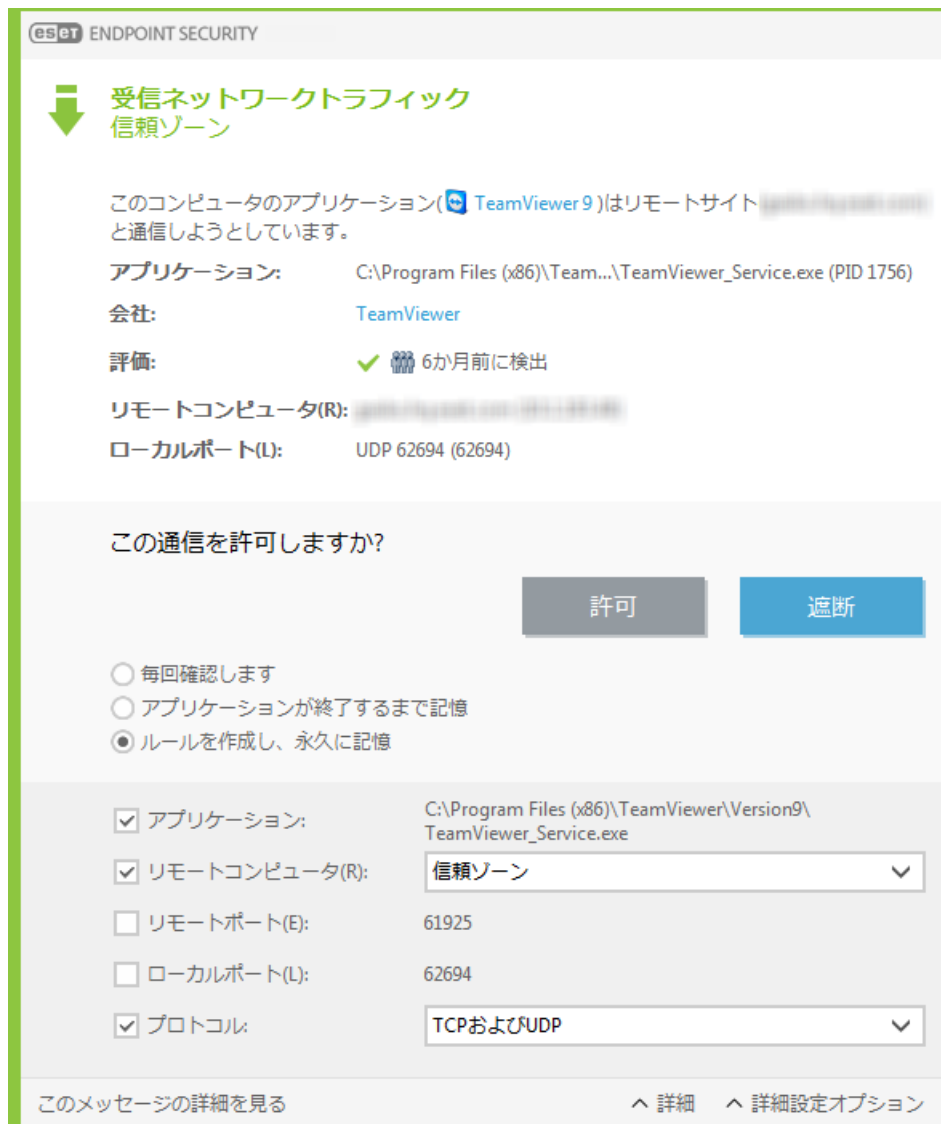 eset ENDPOINT SECURITY
受信ネットワークトラフィック
信頼ゾーン
このコンピュータのアプリケーション( TeamViewer 9 )はリモートサイト
と通信しようとしています。
アプリケーション: C:\Program Files (x86)\Team...\TeamViewer_Service.exe (PID 1756)
会社: TeamViewer
評価: 6か月前に検出
リモートコンピュータ(R):
ローカルポート(L): UDP 62694 (62694)
この通信を許可しますか?
許可 遮断
毎回確認します
アプリケーションが終了するまで記憶
ルールを作成し、永久に記憶
アプリケーション: C:\Program Files (x86)\TeamViewer\Version9\
TeamViewer_Service.exe
リモートコンピュータ(R): 信頼ゾーン
リモートポート(E): 61925
ローカルポート(L): 62694
プロトコル: TCPおよびUDP
このメッセージの詳細を見る 詳細 詳細設定オプション